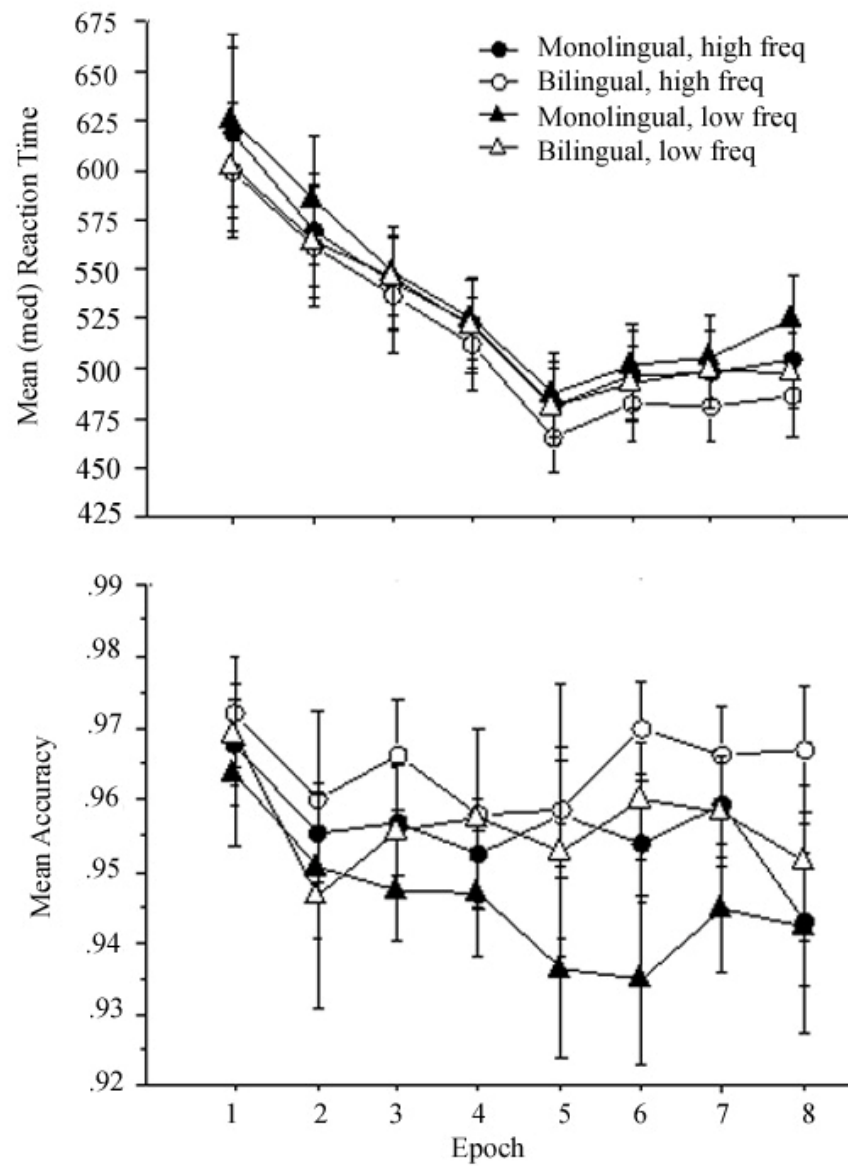 675
650
625
600
575
550
525
500
475
450
425
Mean (med) Reaction Time
Monolingual, high freq
Bilingual, high freq
Monolingual, low freq
Bilingual, low freq
.99
.98
.97
.96
.95
.94
.93
.92
Mean Accuracy
1 2 3 4 5 6 7 8
Epoch